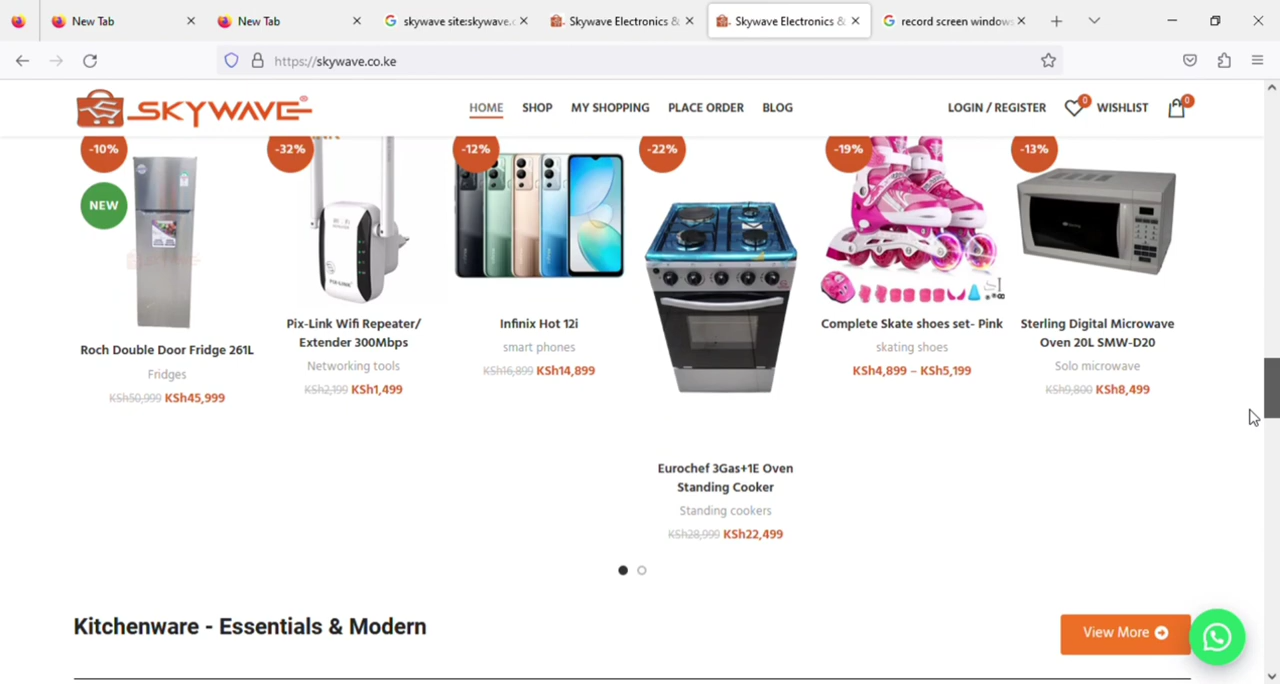 New Tab
New Tab
skywave site:skywave.c
Skywave Electronics &
Skywave Electronics &
record screen windows
https://skywave.co.ke
SKYWAVE®
HOME
SHOP
MY SHOPPING
PLACE ORDER
BLOG
LOGIN / REGISTER
0
WISHLIST
0
-10%
-32%
-12%
-22%
-19%
-13%
NEW
PIX-LINK
Roch Double Door Fridge 261L
Fridges
KSh50,999 KSh45,999
Pix-Link Wifi Repeater/
Extender 300Mbps
Networking tools
KSh2,199 KSh1,499
Infinix Hot 12i
smart phones
KSh16,899 KSh14,899
Eurochef 3Gas+1E Oven
Standing Cooker
Standing cookers
KSh28,999 KSh22,499
Complete Skate shoes set- Pink
skating shoes
KSh4,899 – KSh5,199
Sterling Digital Microwave
Oven 20L SMW-D20
Solo microwave
KSh9,800 KSh8,499
Kitchenware - Essentials & Modern
View More